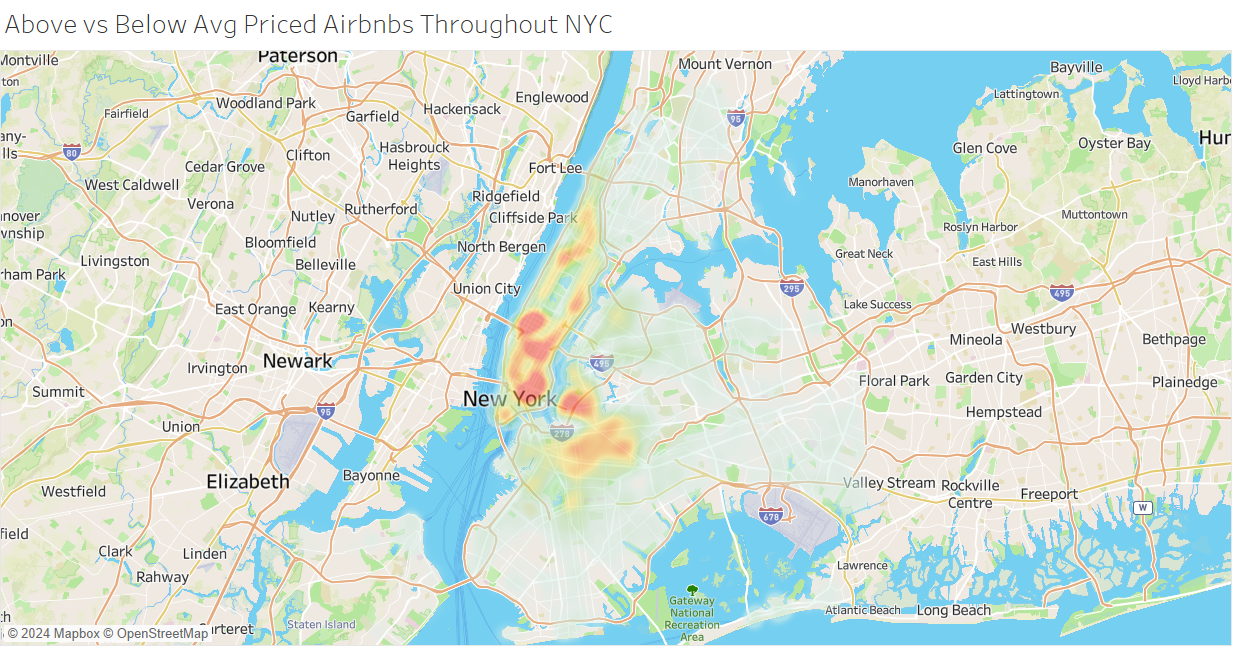 Above vs Below Avg Priced Airbnbs Throughout NYC
Montville
Paterson
Mount Vernon
Bayville
Lloyd Harb
ton
Fairfield
Woodland Park
Hackensack
Englewood
Lattingtown
Garfield
95
any-
lls
80
Clifton
Hasbrouck
Heights
Glen Cove
Oyster Bay
Hun
Cedar Grove
Fort Lee
West Caldwell
Manorhaven
Verona
Ridgefield
Rutherford
Nutley
Cliffside Park
anover
wnship
Muttontown
Bloomfield
North Bergen
Roslyn Harbor
Livingston
Belleville
Great Neck
East Hills
rham Park
Union City
295
495
East Orange
Kearny
Lake Success
on
Westbury
Mineola
Bethpage
Newark
495
Irvington
Floral Park
Garden City
Plainedge
Summit
New York
95
Hempstead
Union
278
Elizabeth
Bayonne
Valley Stream
Rockville
Centre
Westfield
Freeport
W
678
field
Clark
Linden
Lawrence
Rahway
Gateway
National
Recreation
Area
Atlantic Beach
Long Beach
th
Staten Island
© 2024 Mapbox © OpenStreetMap
arteret